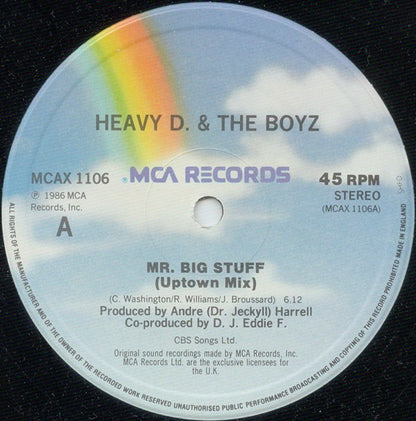 HEAVY D. & THE BOYZ
MCAX 1106
MCA RECORDS
45 RPM
℗ 1986 MCA
Records, Inc.
STEREO
(MCAX 1106A)
A
MR. BIG STUFF
(Uptown Mix)
(C. Washington/R. Williams/J. Broussard) 6.12
Produced by Andre (Dr. Jeckyll) Harrell
Co-produced by D. J. Eddie F.
CBS Songs Ltd.
Original sound recordings made by MCA Records, Inc.
MCA Records Ltd. are the exclusive licensees for
the U.K.
ALL RIGHTS OF THE MANUFACTURER AND OF THE OWNER OF THE RECORDED WORK RESERVED UNAUTHORISED PUBLIC PERFORMANCE BROADCASTING AND COPYING OF THIS RECORD PROHIBITED MADE IN ENGLAND